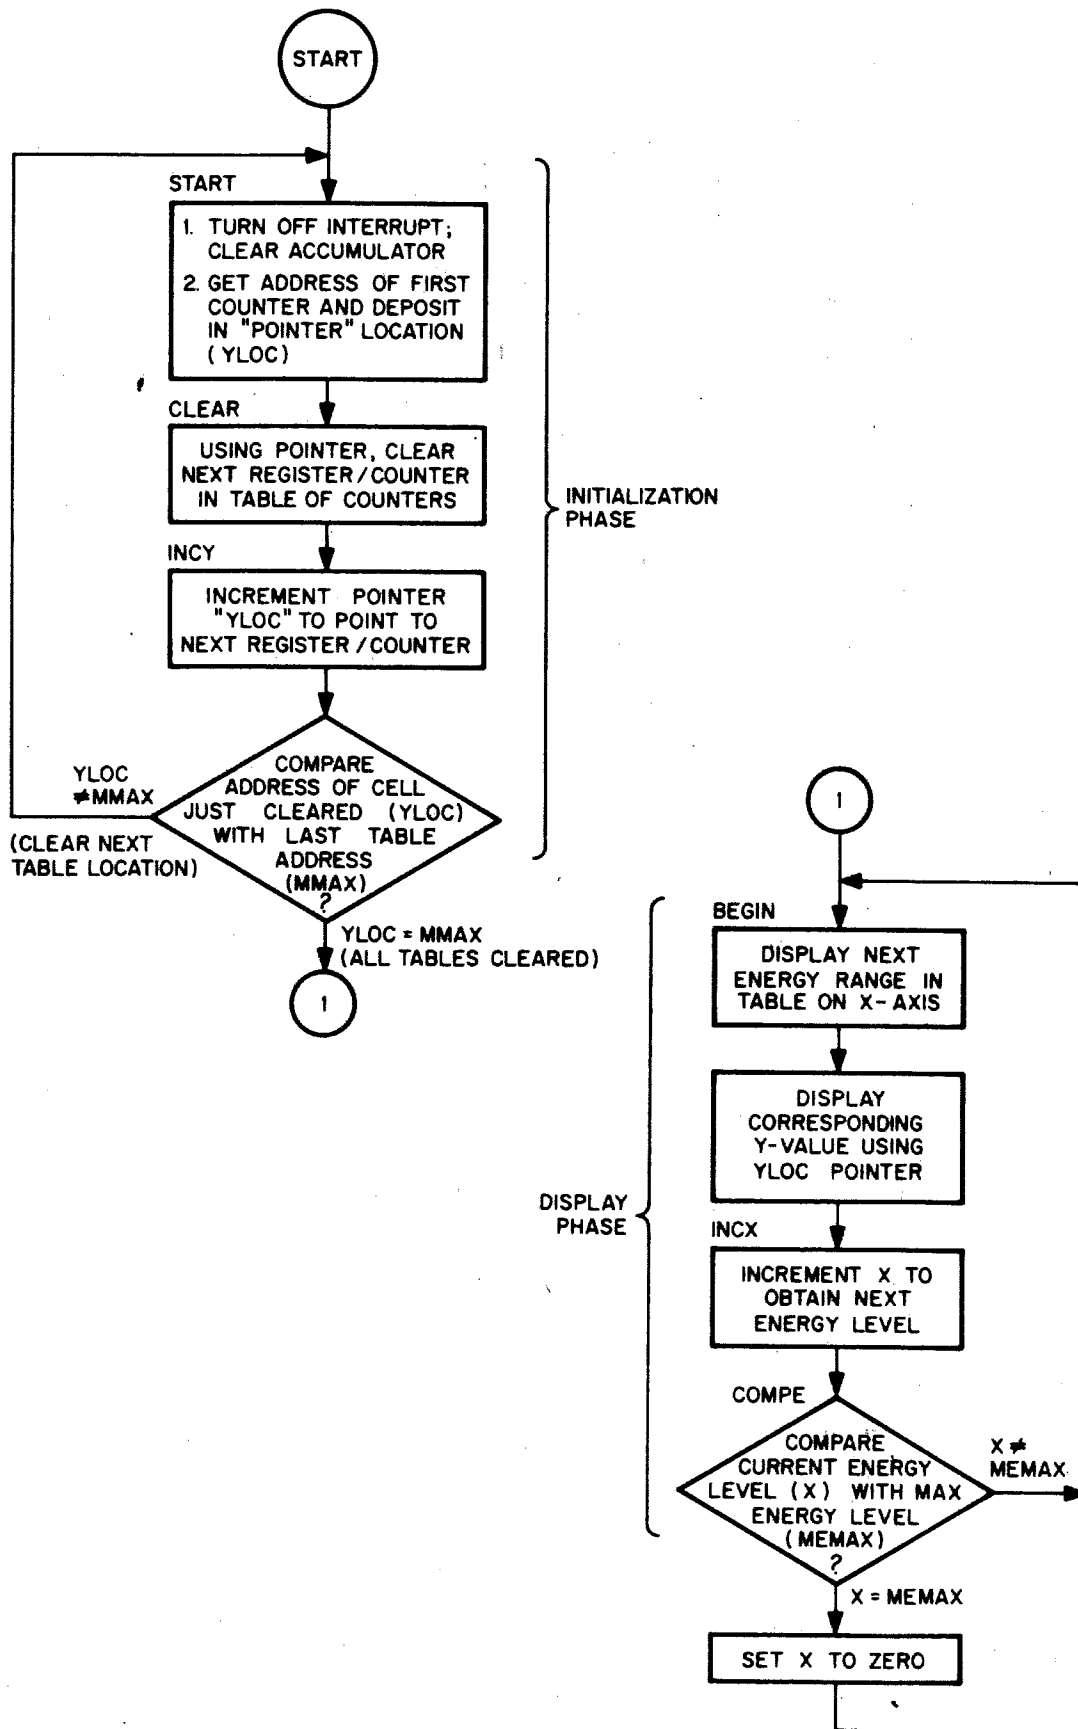 START
START
1. TURN OFF INTERRUPT;
CLEAR ACCUMULATOR
2. GET ADDRESS OF FIRST
COUNTER AND DEPOSIT
IN "POINTER" LOCATION
(YLOC)
CLEAR
USING POINTER, CLEAR
NEXT REGISTER/COUNTER
IN TABLE OF COUNTERS
INCY
INCREMENT POINTER
"YLOC" TO POINT TO
NEXT REGISTER/COUNTER
INITIALIZATION
PHASE
COMPARE
ADDRESS OF CELL
JUST CLEARED (YLOC)
WITH LAST TABLE
ADDRESS
(MMAX)
?
YLOC
≠MMAX
(CLEAR NEXT
TABLE LOCATION)
YLOC = MMAX
(ALL TABLES CLEARED)
1
1
BEGIN
DISPLAY NEXT
ENERGY RANGE IN
TABLE ON X-AXIS
DISPLAY
CORRESPONDING
Y-VALUE USING
YLOC POINTER
DISPLAY
PHASE
INCX
INCREMENT X TO
OBTAIN NEXT
ENERGY LEVEL
COMPE
COMPARE
CURRENT ENERGY
LEVEL (X) WITH MAX
ENERGY LEVEL
(MEMAX)
?
X ≠
MEMAX
X = MEMAX
SET X TO ZERO